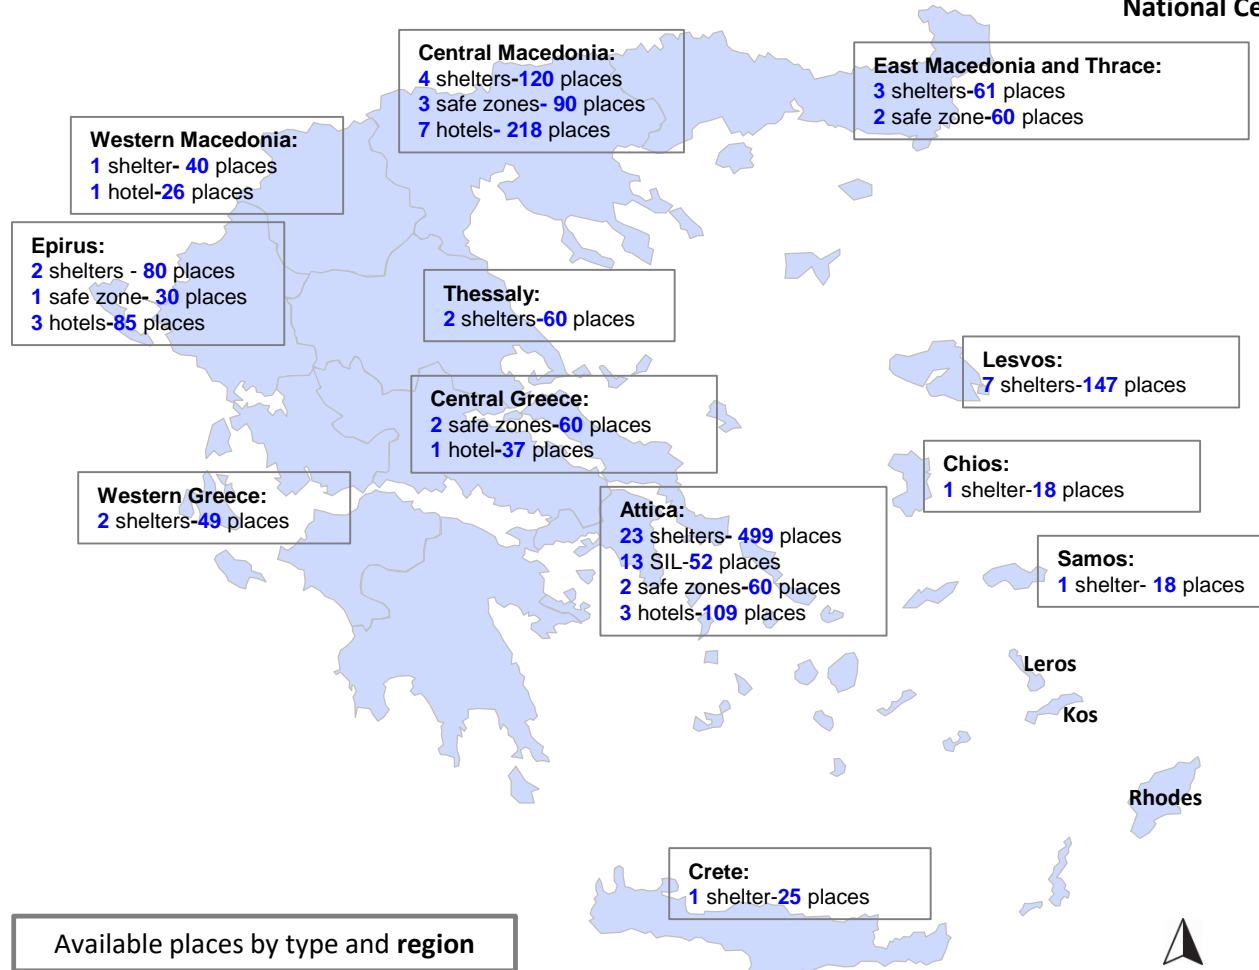 National Ce
Central Macedonia:
4 shelters-120 places
3 safe zones- 90 places
7 hotels- 218 places
East Macedonia and Thrace:
3 shelters-61 places
2 safe zone-60 places
Western Macedonia:
1 shelter- 40 places
1 hotel-26 places
Epirus:
2 shelters - 80 places
1 safe zone- 30 places
3 hotels-85 places
Thessaly:
2 shelters-60 places
Lesvos:
7 shelters-147 places
Central Greece:
2 safe zones-60 places
1 hotel-37 places
Chios:
1 shelter-18 places
Western Greece:
2 shelters-49 places
Attica:
23 shelters- 499 places
13 SIL-52 places
2 safe zones-60 places
3 hotels-109 places
Samos:
1 shelter- 18 places
Leros
Kos
Rhodes
Crete:
1 shelter-25 places
Available places by type and region